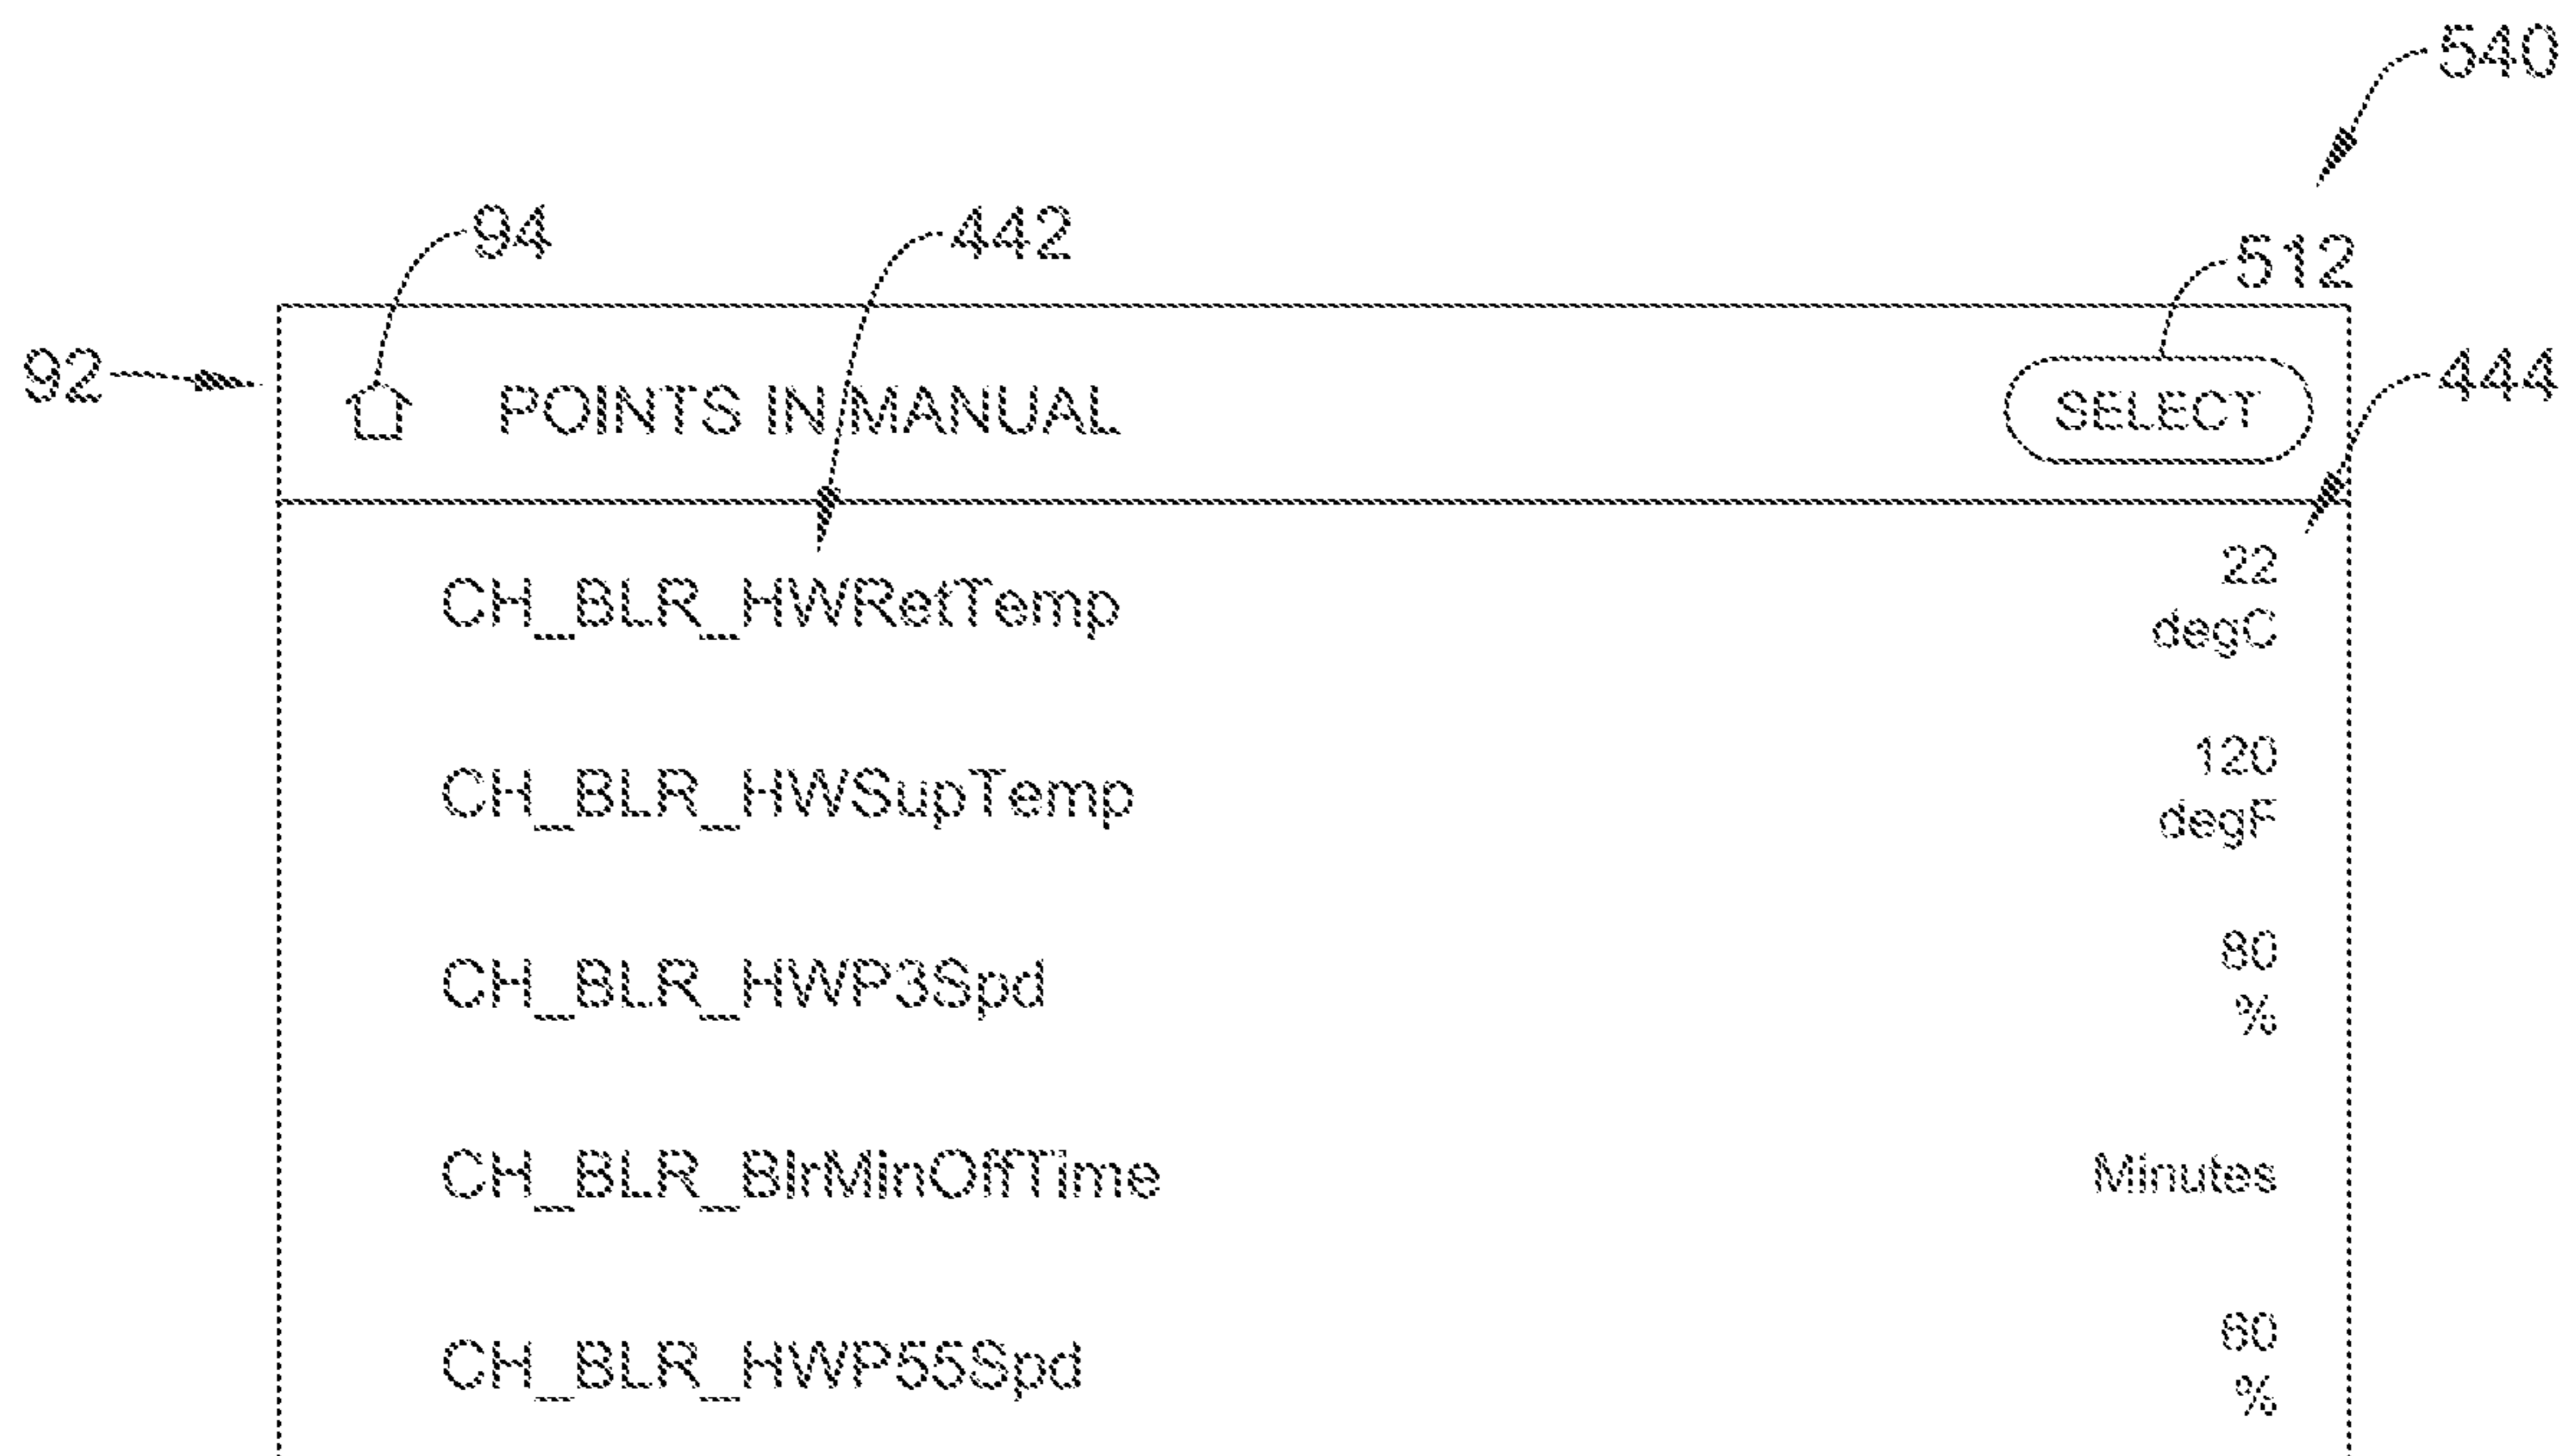 540
94
442
512
92
POINTS IN MANUAL
SELECT
444
CH_BLR_HWRetTemp
22
degC
CH_BLR_HWSupTemp
120
degF
CH_BLR_HWP3Spd
80
%
CH_BLR_BlrMinOffTime
Minutes
CH_BLR_HWP55Spd
60
%